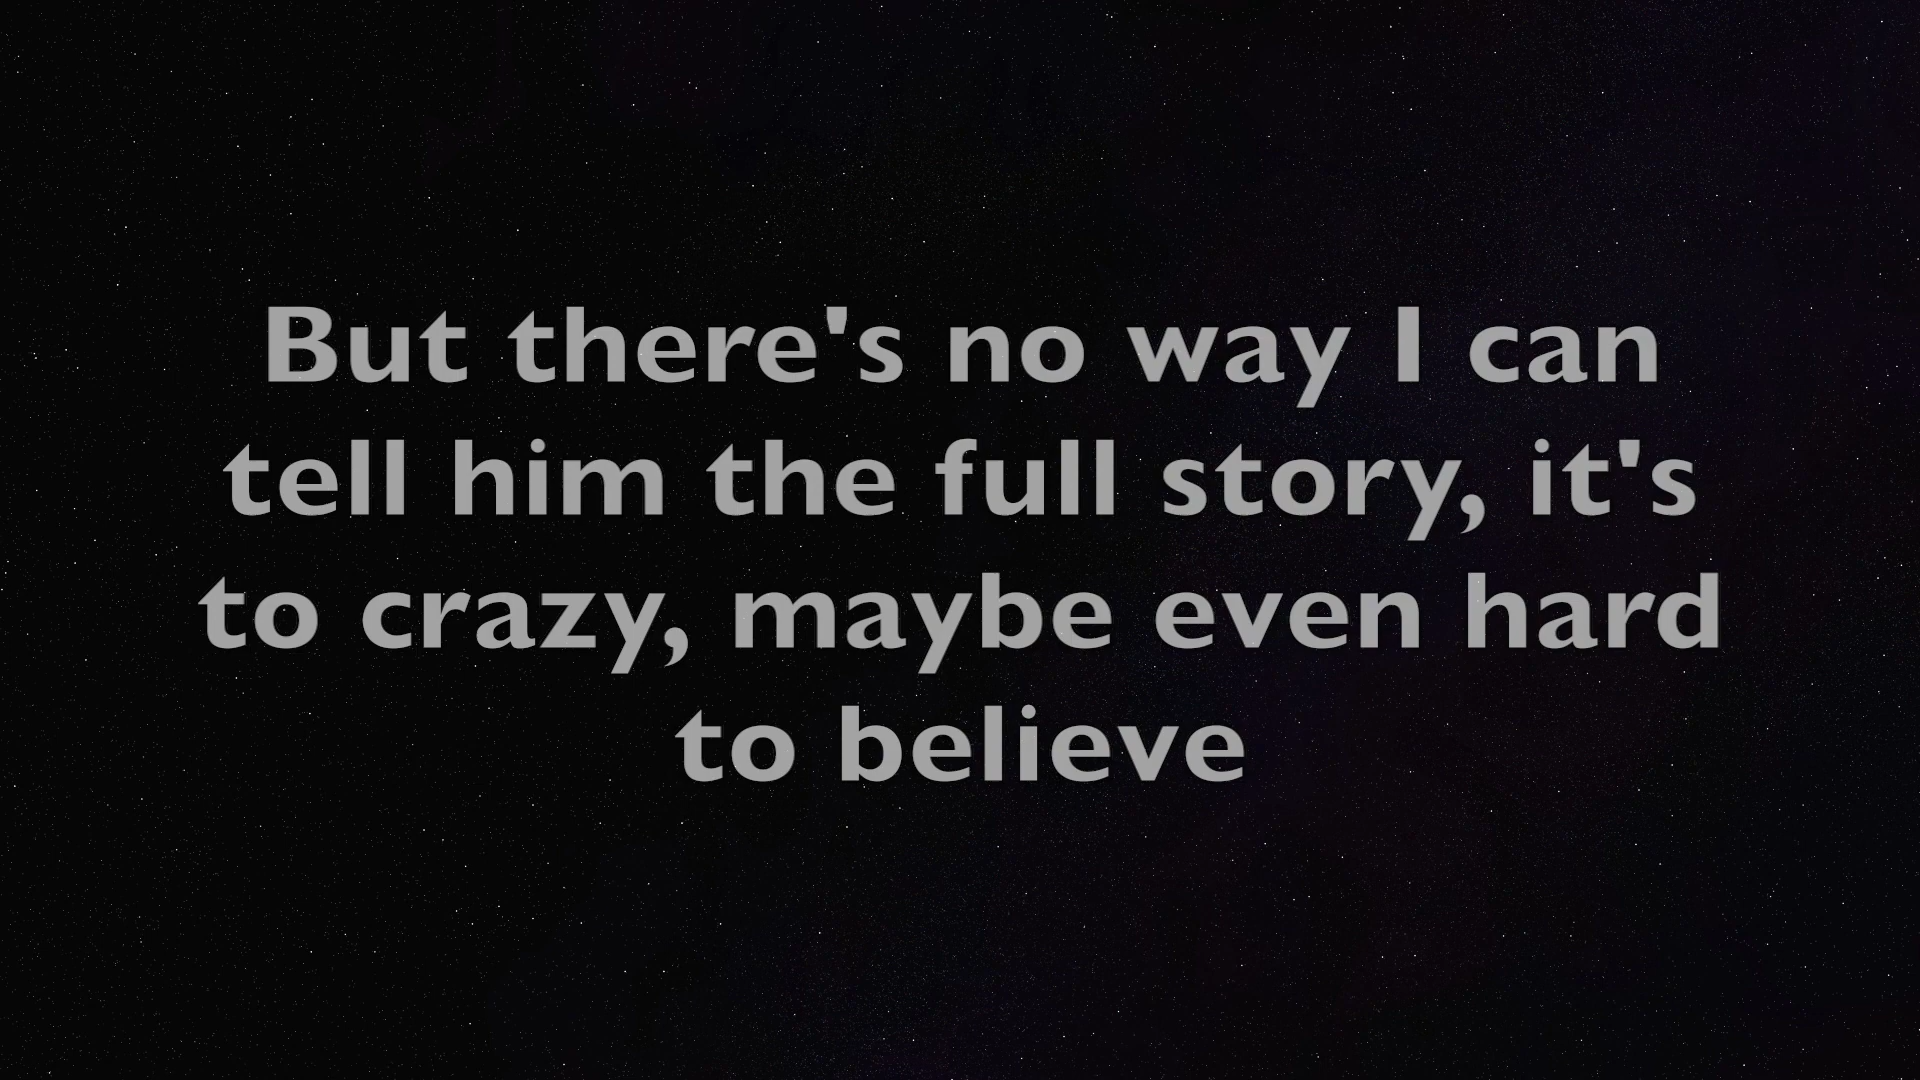 But there's no way I can
tell him the full story, it's
to crazy, maybe even hard
to believe